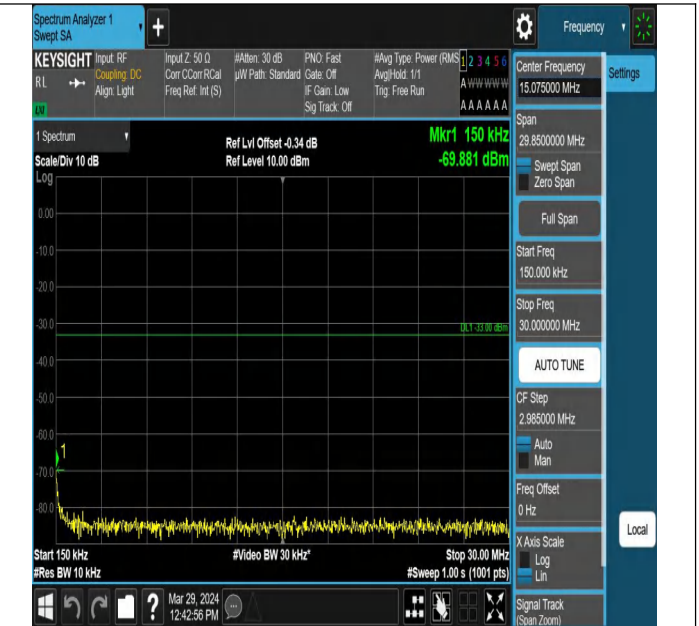 Spectrum Analyzer 1
Swept SA
Frequency
KEYSIGHT
RL
Input: RF
Coupling: DC
Align: Light
Input Z: 50 Ω
Corr CCorr RCal
Freq Ref: Int (S)
#Atten: 30 dB
µW Path: Standard
PNO: Fast
Gate: Off
IF Gain: Low
Sig Track: Off
#Avg Type: Power (RMS
Avg|Hold: 1/1
Trig: Free Run
1 2 3 4 5 6
A W W W W W
A A A A A A
1 Spectrum
Scale/Div 10 dB
Log
Ref Lvl Offset -0.34 dB
Ref Level 10.00 dBm
Mkr1 150 kHz
-69.881 dBm
0.00
-10.0
-20.0
-30.0
DL1 -33.00 dBm
-40.0
-50.0
-60.0
1
-70.0
-80.0
Start 150 kHz
#Res BW 10 kHz
#Video BW 30 kHz*
Stop 30.00 MHz
#Sweep 1.00 s (1001 pts)
Center Frequency
15.075000 MHz
Settings
Span
29.8500000 MHz
Swept Span
Zero Span
Full Span
Start Freq
150.000 kHz
Stop Freq
30.000000 MHz
AUTO TUNE
CF Step
2.985000 MHz
Auto
Man
Freq Offset
0 Hz
X Axis Scale
Log
Lin
Local
Signal Track
(Span Zoom)
?
Mar 29, 2024
12:42:56 PM